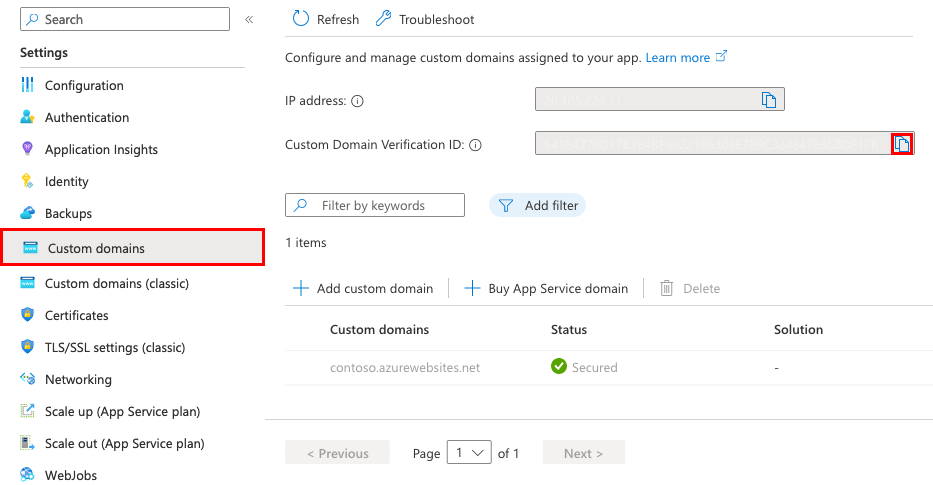 Search
Settings
Configuration
Authentication
Application Insights
Identity
Backups
Custom domains
Custom domains (classic)
Certificates
TLS/SSL settings (classic)
Networking
Scale up (App Service plan)
Scale out (App Service plan)
WebJobs
Refresh Troubleshoot
Configure and manage custom domains assigned to your app. Learn more
IP address:
Custom Domain Verification ID:
Filter by keywords Add filter
1 items
Add custom domain Buy App Service domain Delete
Custom domains Status Solution
contoso.azurewebsites.net Secured -
< Previous Page 1 of 1 Next >